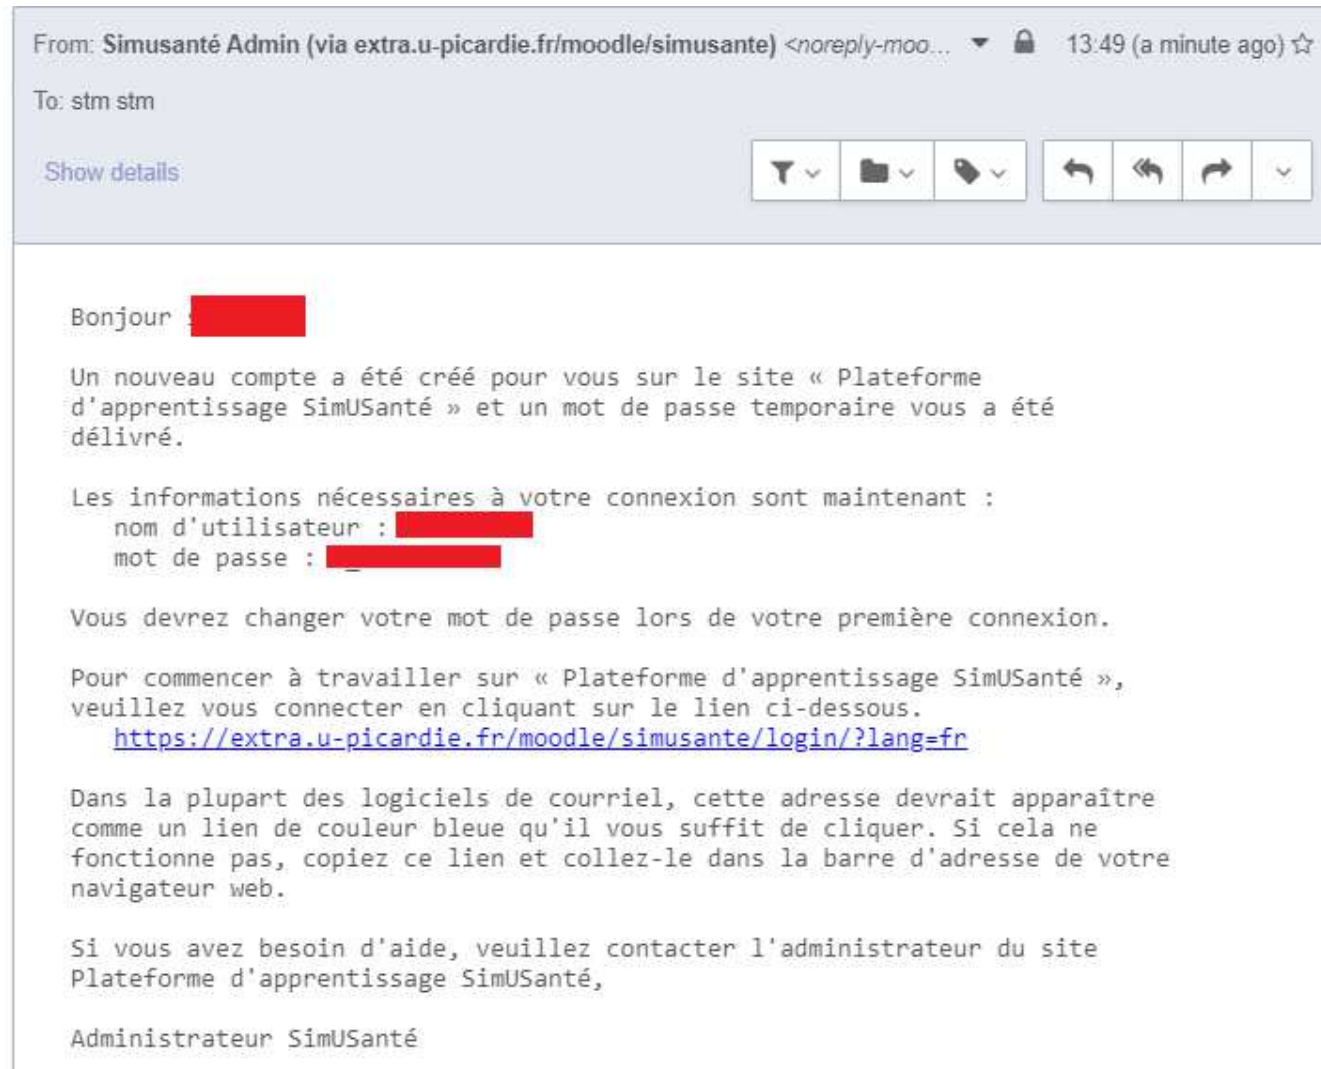 From: Simusanté Admin (via extra.u-picardie.fr/moodle/simusante) <noreply-moo... 13:49 (a minute ago)
To: stm stm
Show details
Bonjour
Un nouveau compte a été créé pour vous sur le site « Plateforme
d'apprentissage SimUSanté » et un mot de passe temporaire vous a été
délivré.
Les informations nécessaires à votre connexion sont maintenant :
nom d'utilisateur :
mot de passe :
Vous devrez changer votre mot de passe lors de votre première connexion.
Pour commencer à travailler sur « Plateforme d'apprentissage SimUSanté »,
veuillez vous connecter en cliquant sur le lien ci-dessous.
https://extra.u-picardie.fr/moodle/simusante/login/?lang=fr
Dans la plupart des logiciels de courriel, cette adresse devrait apparaître
comme un lien de couleur bleue qu'il vous suffit de cliquer. Si cela ne
fonctionne pas, copiez ce lien et collez-le dans la barre d'adresse de votre
navigateur web.
Si vous avez besoin d'aide, veuillez contacter l'administrateur du site
Plateforme d'apprentissage SimUSanté,
Administrateur SimUSanté